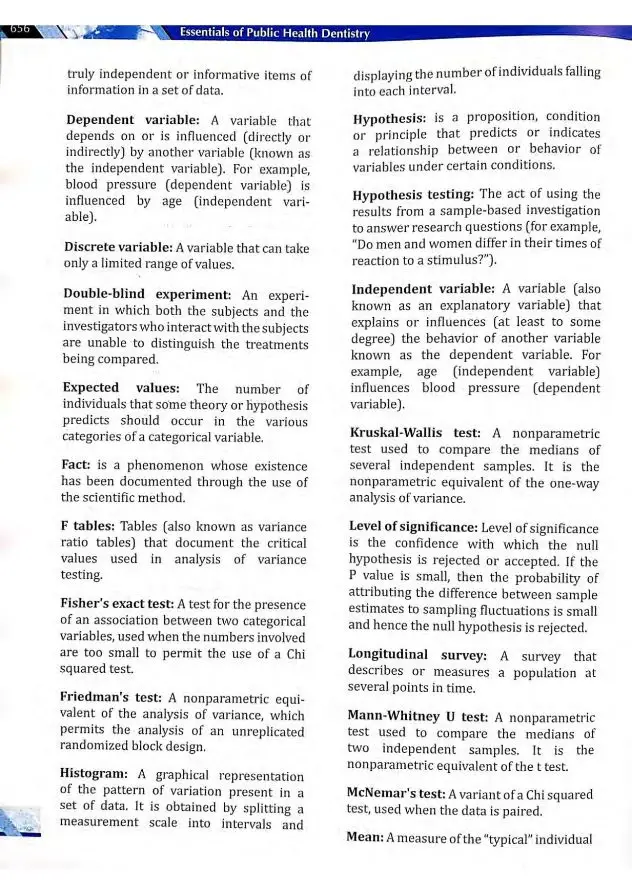 656
Essentials of Public Health Dentistry
truly independent or informative items of
information in a set of data.
Dependent variable: A variable that
depends on or is influenced (directly or
indirectly) by another variable (known as
the independent variable). For example,
blood pressure (dependent variable) is
influenced by age (independent vari-
able).
Discrete variable: A variable that can take
only a limited range of values.
Double-blind experiment: An experi-
ment in which both the subjects and the
investigators who interact with the subjects
are unable to distinguish the treatments
being compared.
Expected values: The number of
individuals that some theory or hypothesis
predicts should occur in the various
categories of a categorical variable.
Fact: is a phenomenon whose existence
has been documented through the use of
the scientific method.
F tables: Tables (also known as variance
ratio tables) that document the critical
values used in analysis of variance
testing.
Fisher's exact test: A test for the presence
of an association between two categorical
variables, used when the numbers involved
are too small to permit the use of a Chi
squared test.
Friedman's test: A nonparametric equi-
valent of the analysis of variance, which
permits the analysis of an unreplicated
randomized block design.
Histogram: A graphical representation
of the pattern of variation present in a
set of data. It is obtained by splitting a
measurement scale into intervals and
displaying the number of individuals falling
into each interval.
Hypothesis: is a proposition, condition
or principle that predicts or indicates
a relationship between or behavior of
variables under certain conditions.
Hypothesis testing: The act of using the
results from a sample-based investigation
to answer research questions (for example,
"Do men and women differ in their times of
reaction to a stimulus?").
Independent variable: A variable (also
known as an explanatory variable) that
explains or influences (at least to some
degree) the behavior of another variable
known as the dependent variable. For
example, age (independent variable)
influences blood pressure (dependent
variable).
Kruskal-Wallis test: A nonparametric
test used to compare the medians of
several independent samples. It is the
nonparametric equivalent of the one-way
analysis of variance.
Level of significance: Level of significance
is the confidence with which the null
hypothesis is rejected or accepted. If the
P value is small, then the probability of
attributing the difference between sample
estimates to sampling fluctuations is small
and hence the null hypothesis is rejected.
Longitudinal survey: A survey that
describes or measures a population at
several points in time.
Mann-Whitney U test: A nonparametric
test used to compare the medians of
two independent samples. It is the
nonparametric equivalent of the t test.
McNemar's test: A variant of a Chi squared
test, used when the data is paired.
Mean: A measure of the "typical" individual